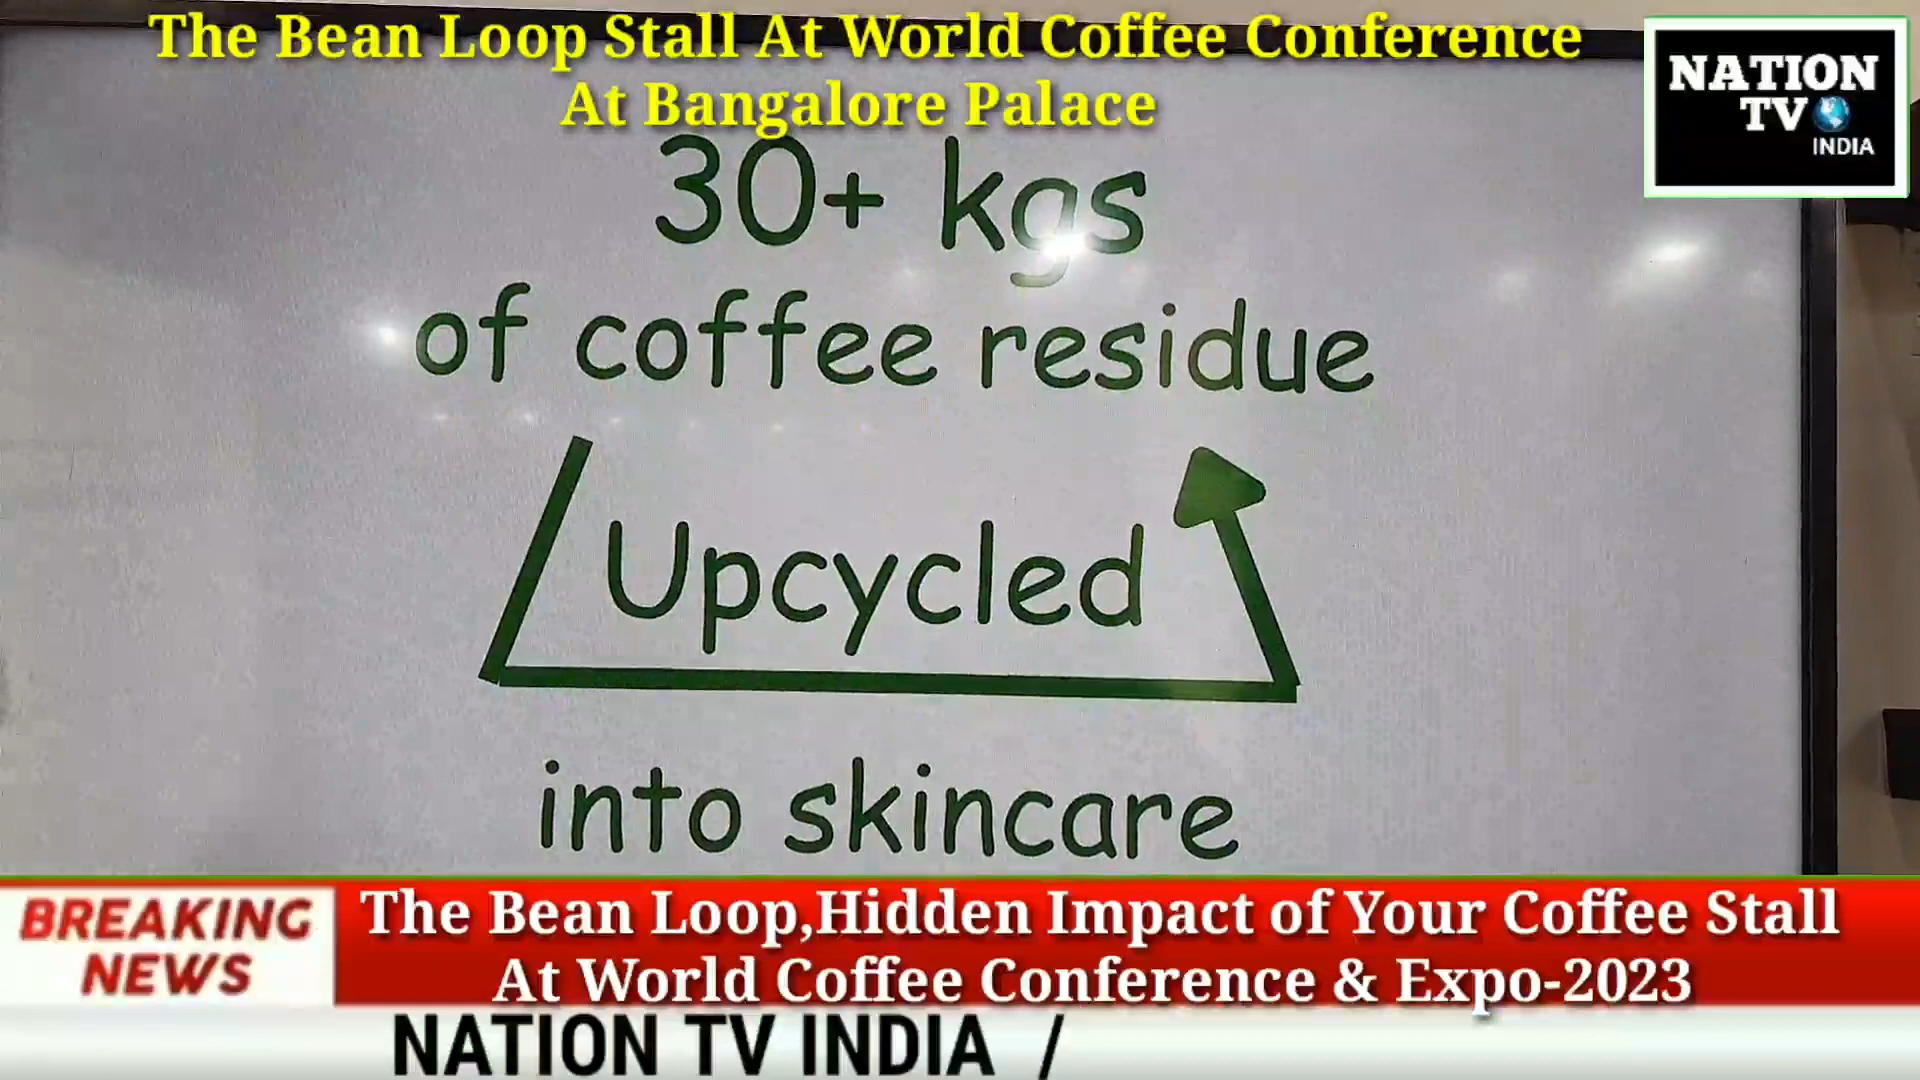 The Bean Loop Stall At World Coffee Conference
At Bangalore Palace
NATION
TV
INDIA
30+ kgs
of coffee residue
Upcycled
into skincare
BREAKING
NEWS
The Bean Loop,Hidden Impact of Your Coffee Stall
At World Coffee Conference & Expo-2023
NATION TV INDIA /